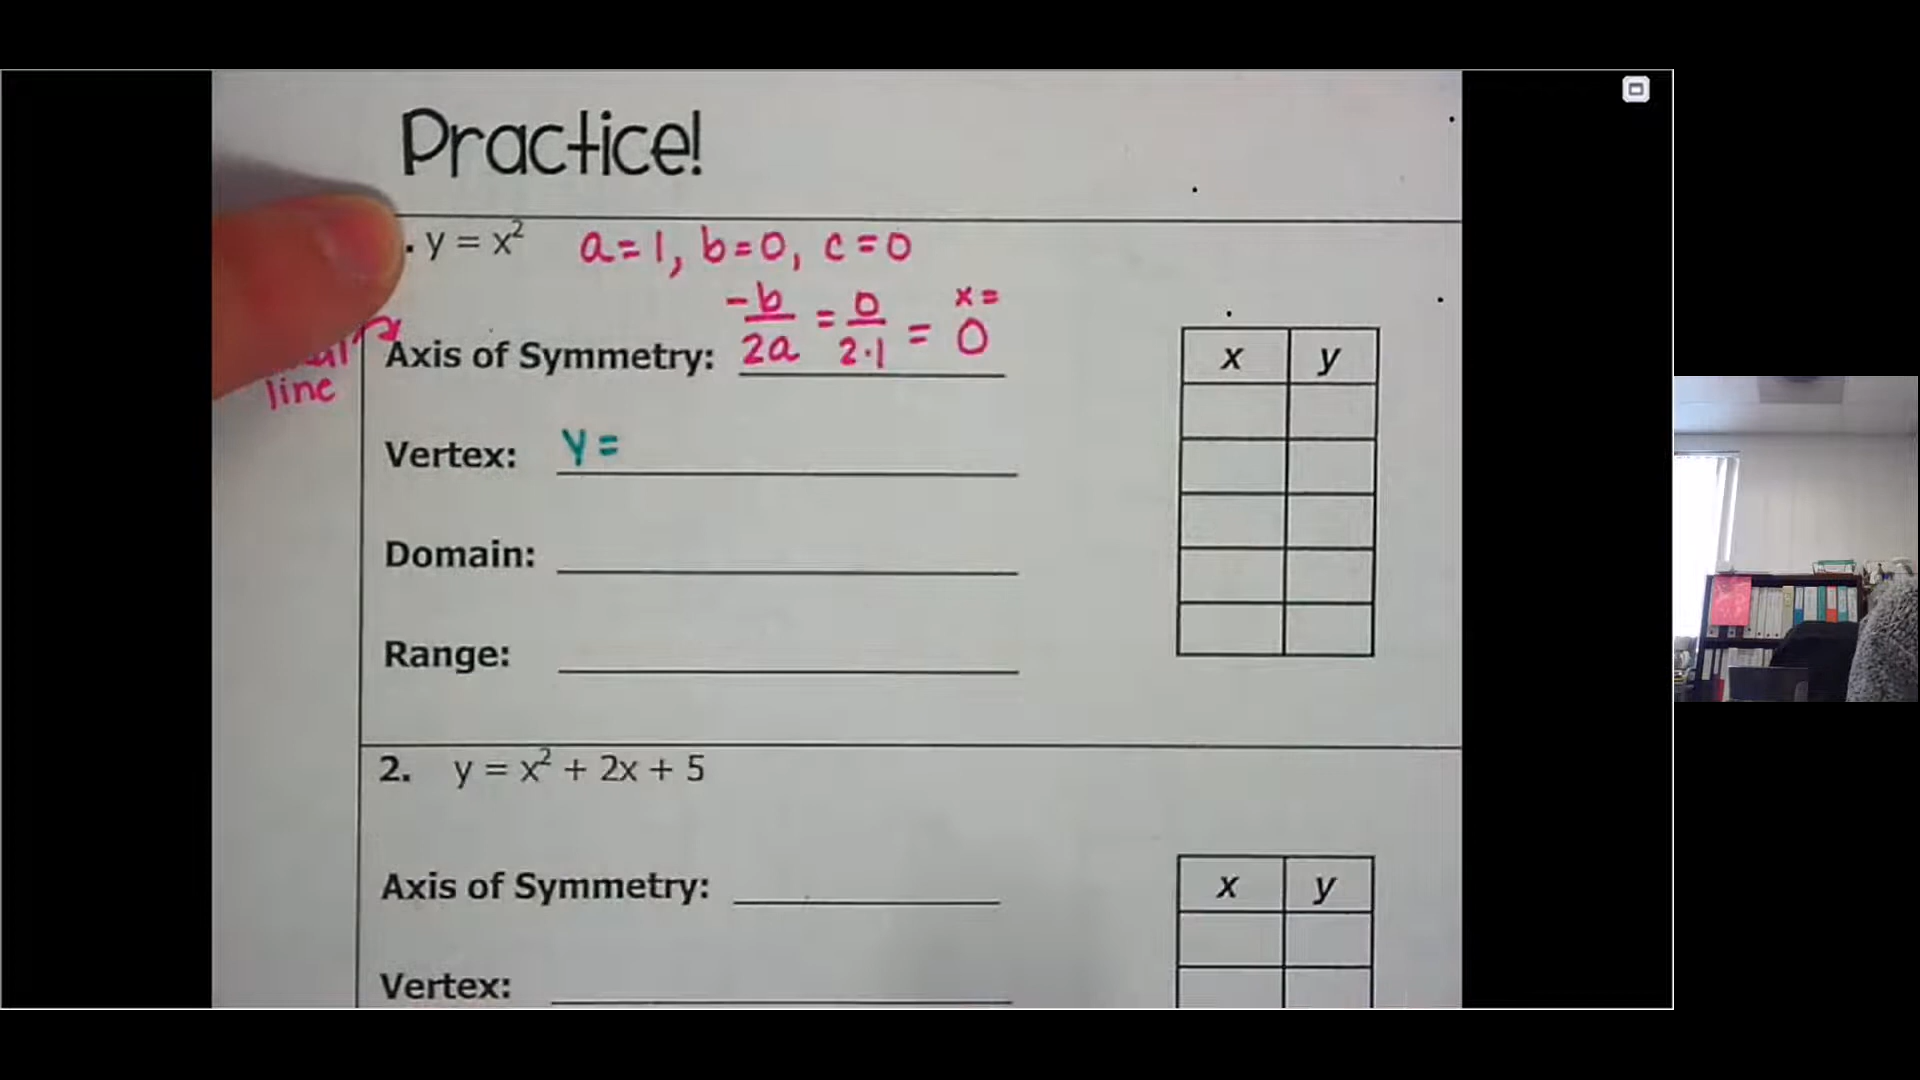 Practice!
. y = x² a = 1, b = 0, c = 0
-b/2a = 0/2·1 = x = 0
Axis of Symmetry:
line
x y
Vertex: y =
Domain:
Range:
2. y = x² + 2x + 5
Axis of Symmetry:
x y
Vertex: